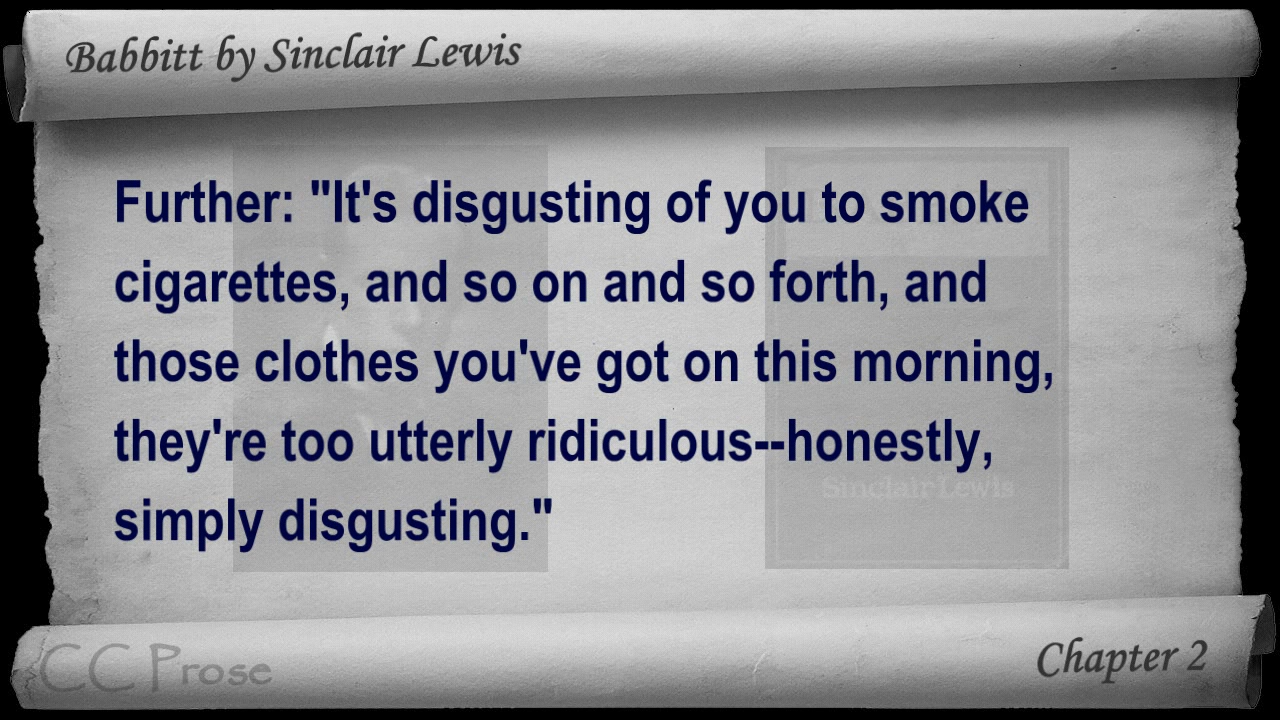 Babbitt by Sinclair Lewis
Further: "It's disgusting of you to smoke
cigarettes, and so on and so forth, and
those clothes you've got on this morning,
they're too utterly ridiculous--honestly,
simply disgusting."
Sinclair Lewis
CC Prose
Chapter 2